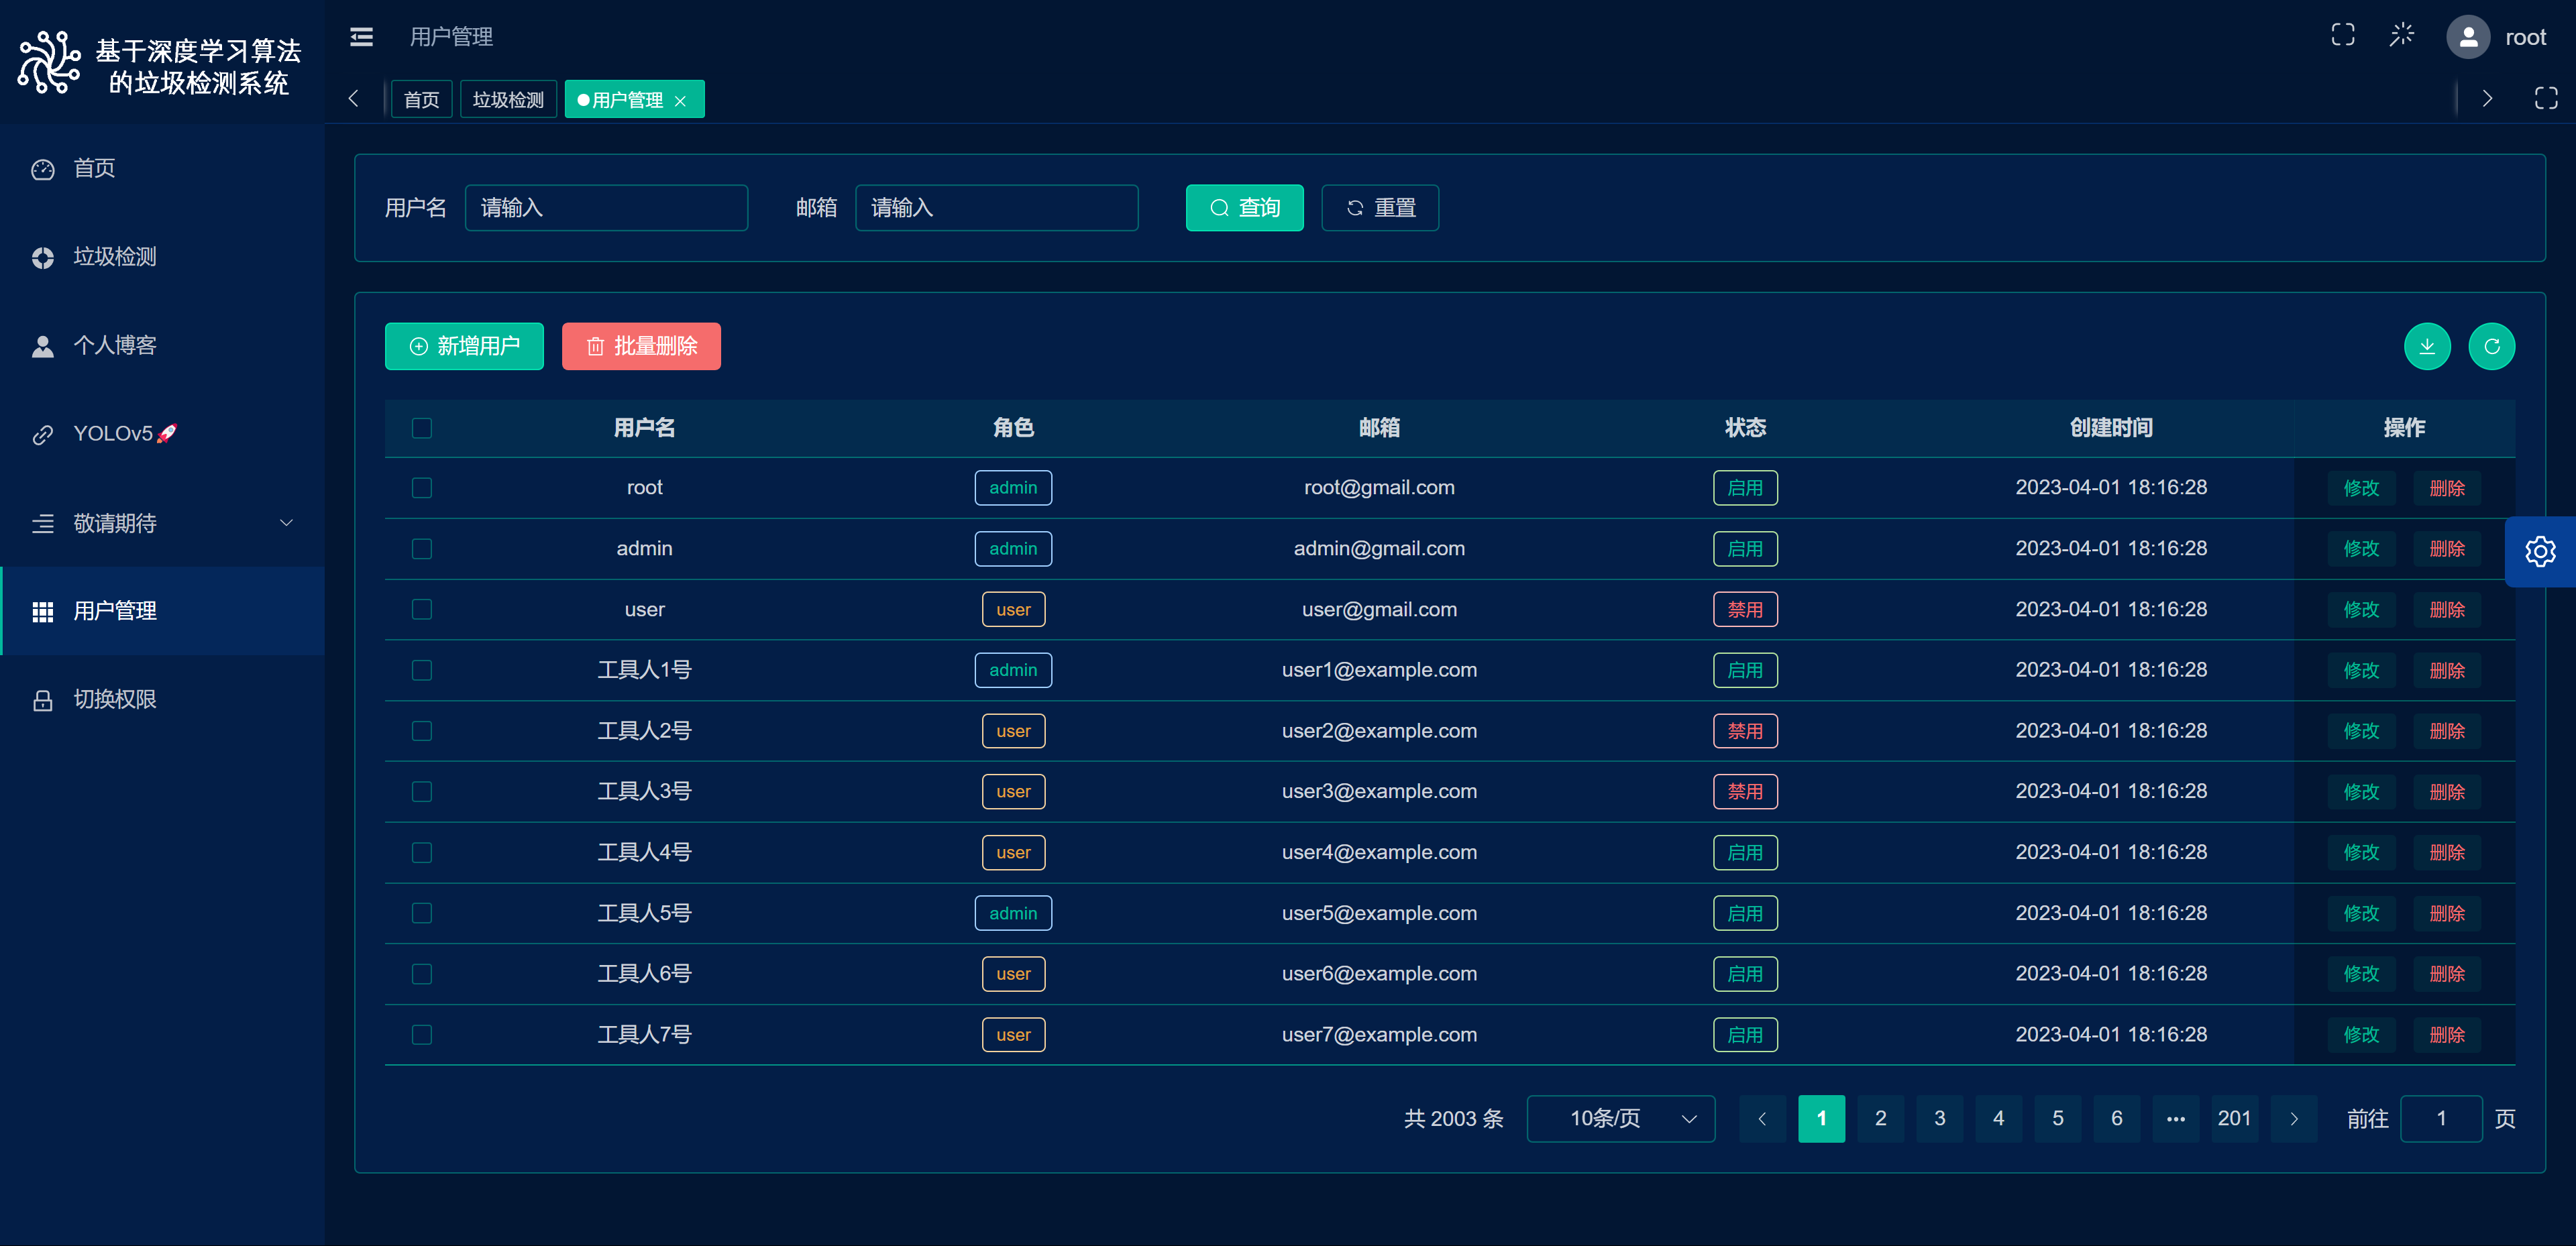 基于深度学习算法
的垃圾检测系统
首页
垃圾检测
个人博客
YOLOv5🚀
敬请期待
用户管理
切换权限
用户管理
root
首页 垃圾检测 用户管理
用户名 请输入 邮箱 请输入 查询 重置
新增用户 批量删除
用户名 角色 邮箱 状态 创建时间 操作
root admin root@gmail.com 启用 2023-04-01 18:16:28 修改 删除
admin admin admin@gmail.com 启用 2023-04-01 18:16:28 修改 删除
user user user@gmail.com 禁用 2023-04-01 18:16:28 修改 删除
工具人1号 admin user1@example.com 启用 2023-04-01 18:16:28 修改 删除
工具人2号 user user2@example.com 禁用 2023-04-01 18:16:28 修改 删除
工具人3号 user user3@example.com 禁用 2023-04-01 18:16:28 修改 删除
工具人4号 user user4@example.com 启用 2023-04-01 18:16:28 修改 删除
工具人5号 admin user5@example.com 启用 2023-04-01 18:16:28 修改 删除
工具人6号 user user6@example.com 启用 2023-04-01 18:16:28 修改 删除
工具人7号 user user7@example.com 启用 2023-04-01 18:16:28 修改 删除
共 2003 条 10条/页 1 2 3 4 5 6 ••• 201 前往 1 页